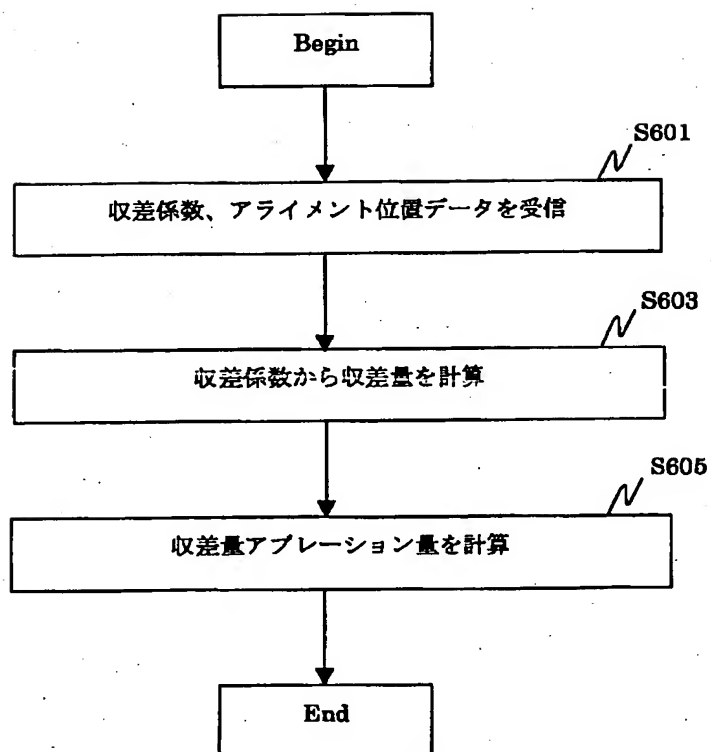 Begin
S601
収差係数、アライメント位置データを受信
S603
収差係数から収差量を計算
S605
収差量アブレーション量を計算
End